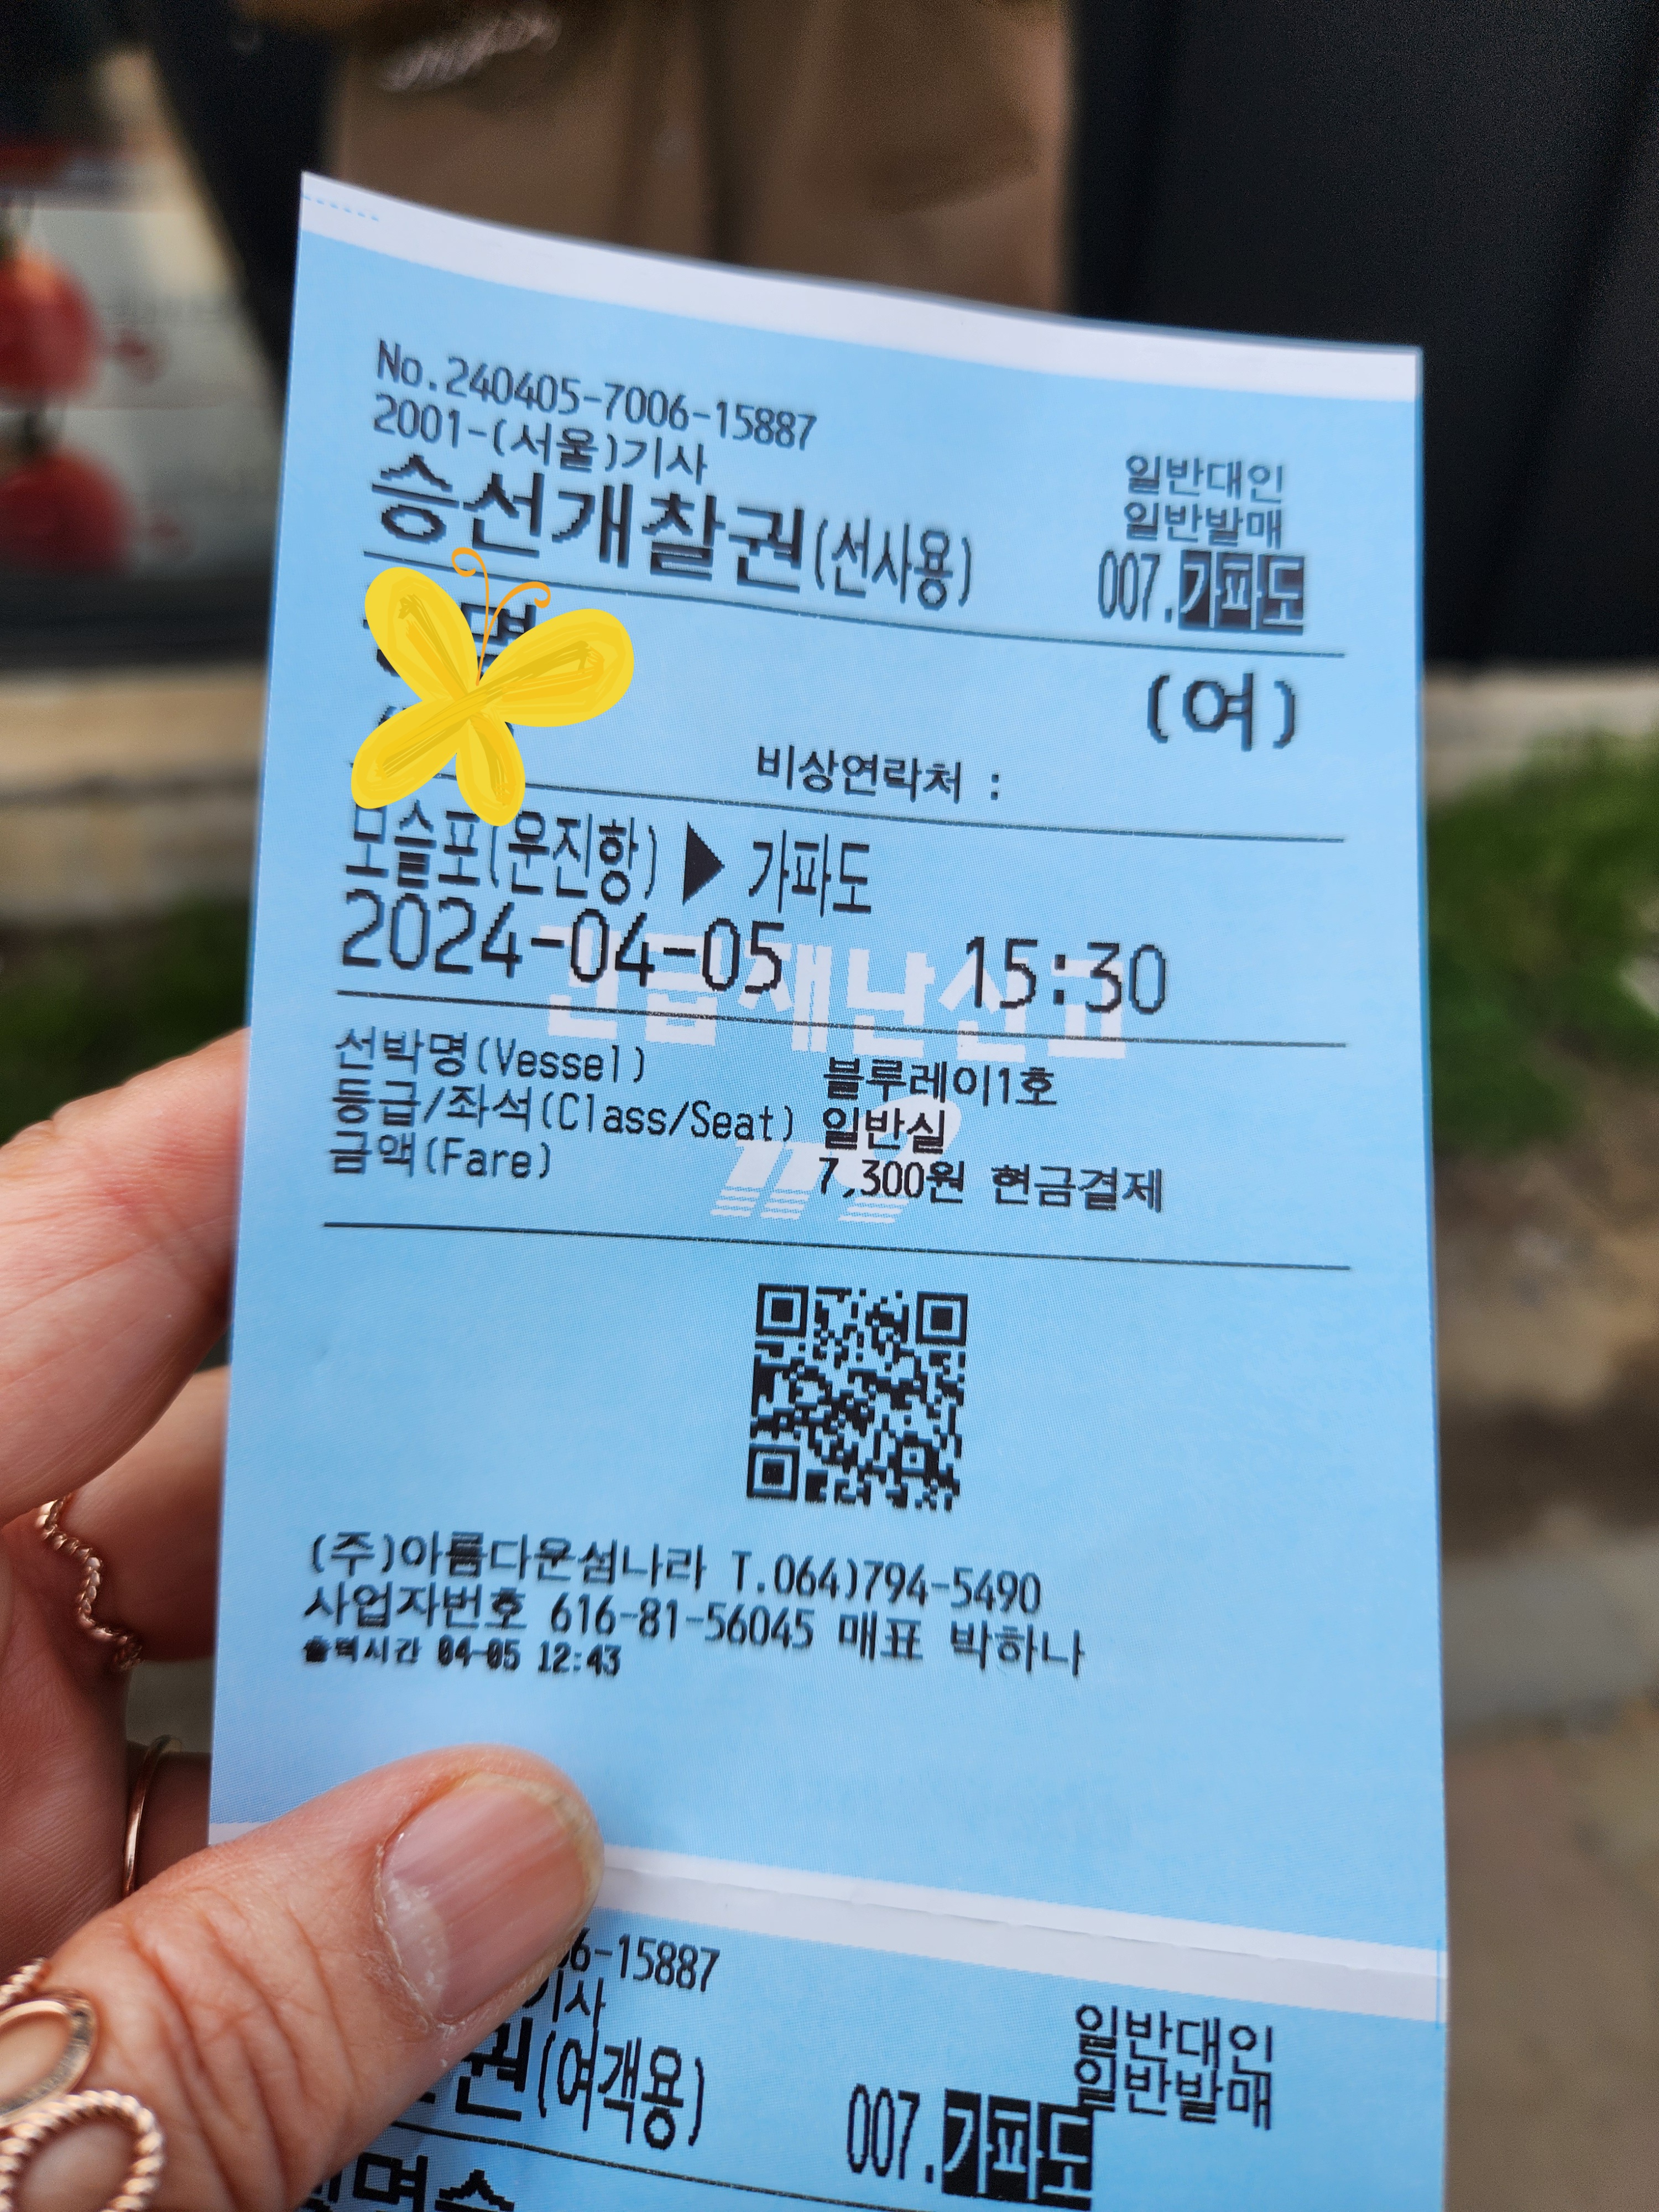 No.240405-7006-15887
2001-(서울)기사
승선개찰권(선사용)
일반대인
일반발매
007.가파도
(여)
비상연락처 :
모슬포(운진항) ▶ 가파도
2024-04-05 15:30
긴급재난신고
선박명(Vessel) 블루레이1호
등급/좌석(Class/Seat) 일반실
금액(Fare) 7,300원 현금결제
119
(주)아름다운섬나라 T.064)794-5490
사업자번호 616-81-56045 매표 박하나
출력시간 04-05 12:43
6-15887
기사
권(여객용)
일반대인
일반발매
007.가파도